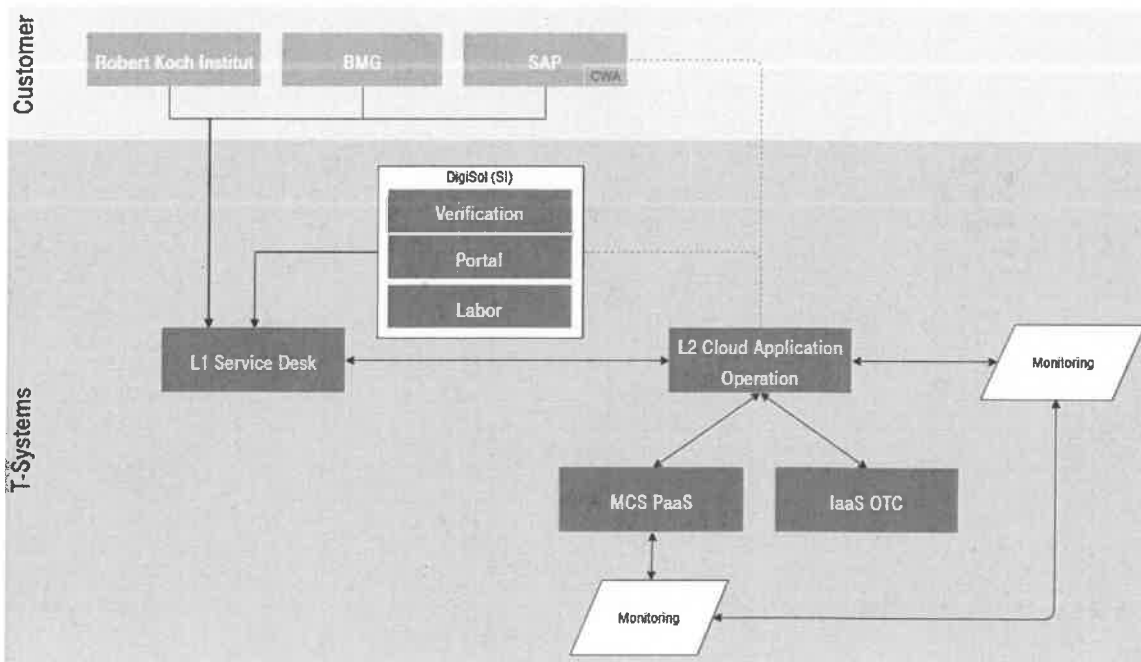 Customer
Robert Koch Institut
BMG
SAP
CWA
DigiSol (SI)
Verification
Portal
Labor
L1 Service Desk
L2 Cloud Application
Operation
Monitoring
T-Systems
MCS PaaS
IaaS OTC
Monitoring